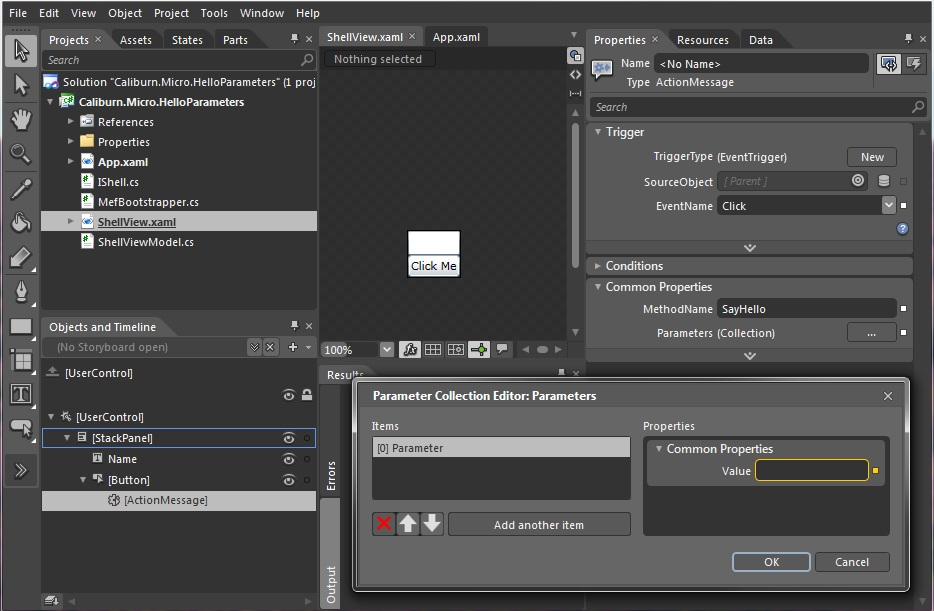 File Edit View Object Project Tools Window Help
Projects × Assets States Parts
Search
Solution "Caliburn.Micro.HelloParameters" (1 proj
Caliburn.Micro.HelloParameters
References
Properties
App.xaml
IShell.cs
MefBootstrapper.cs
ShellView.xaml
ShellViewModel.cs
Objects and Timeline ×
(No Storyboard open)
[UserControl]
[UserControl]
[StackPanel]
Name
[Button]
[ActionMessage]
ShellView.xaml × App.xaml
Nothing selected
Click Me
100%
Results
Errors
Output
Properties × Resources Data
Name <No Name>
Type ActionMessage
Search
Trigger
TriggerType (EventTrigger) New
SourceObject [ Parent ]
EventName Click
Conditions
Common Properties
MethodName SayHello
Parameters (Collection) ...
Parameter Collection Editor: Parameters
Items
[0] Parameter
Add another item
Properties
Common Properties
Value
OK Cancel